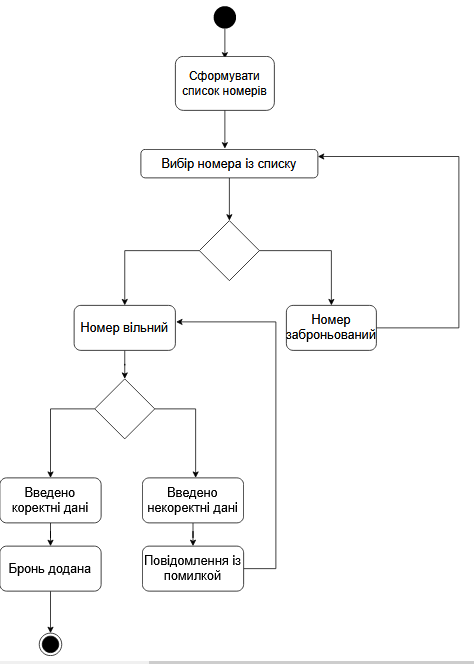 Сформувати
список номерів
Вибір номера із списку
Номер вільний
Номер
заброньований
Введено
коректні дані
Введено
некоректні дані
Бронь додана
Повідомлення із
помилкой